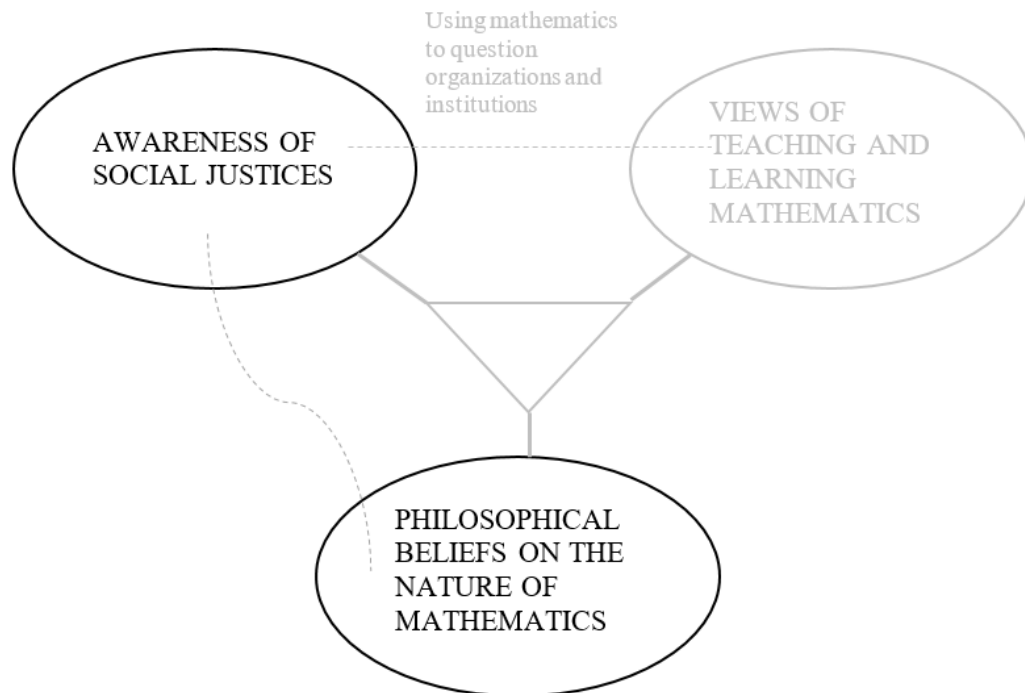 Using mathematics
to question
organizations and
institutions
AWARENESS OF
SOCIAL JUSTICES
VIEWS OF
TEACHING AND
LEARNING
MATHEMATICS
PHILOSOPHICAL
BELIEFS ON THE
NATURE OF
MATHEMATICS